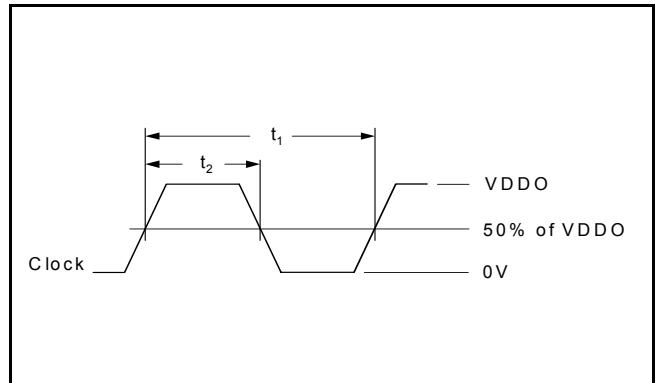 t1
t2
VDDO
50% of VDDO
Clock
0V